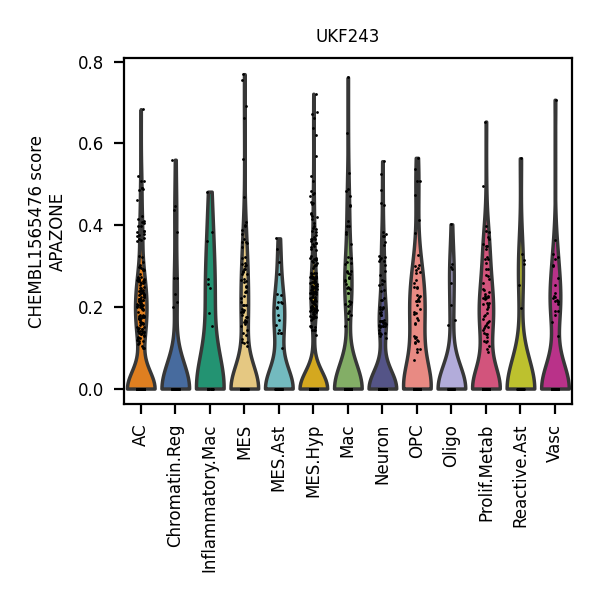 UKF243
CHEMBL1565476 score
APAZONE
0.8
0.6
0.4
0.2
0.0
AC
Chromatin.Reg
Inflammatory.Mac
MES
MES.Ast
MES.Hyp
Mac
Neuron
OPC
Oligo
Prolif.Metab
Reactive.Ast
Vasc